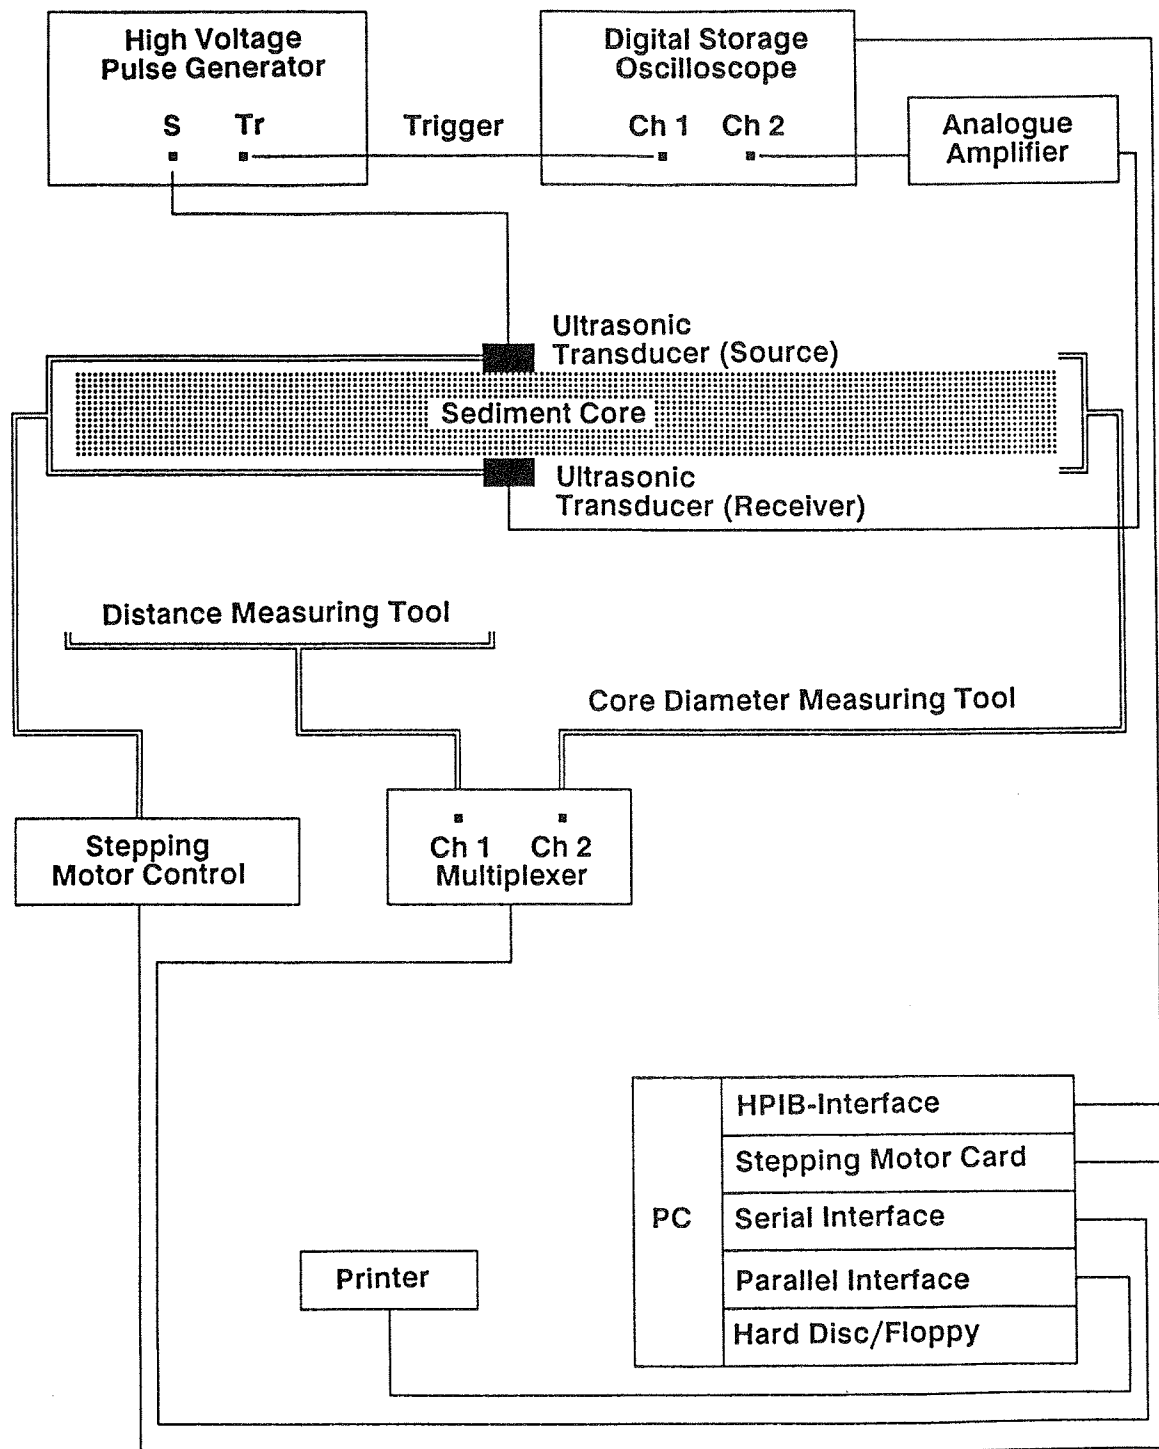 High Voltage
Pulse Generator
S Tr
Trigger
Digital Storage
Oscilloscope
Ch 1 Ch 2
Analogue
Amplifier
Ultrasonic
Transducer (Source)
Sediment Core
Ultrasonic
Transducer (Receiver)
Distance Measuring Tool
Core Diameter Measuring Tool
Stepping
Motor Control
Ch 1 Ch 2
Multiplexer
PC
HPIB-Interface
Stepping Motor Card
Serial Interface
Parallel Interface
Hard Disc/Floppy
Printer